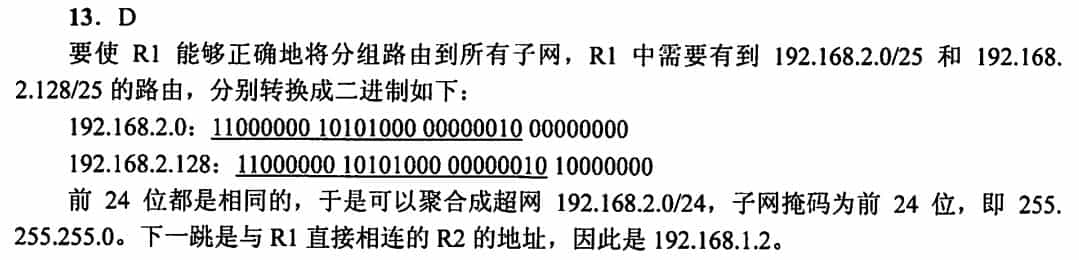 13. D
要使 R1 能够正确地将分组路由到所有子网，R1 中需要有到 192.168.2.0/25 和 192.168.
2.128/25 的路由，分别转换成二进制如下：
192.168.2.0：11000000 10101000 00000010 00000000
192.168.2.128：11000000 10101000 00000010 10000000
前 24 位都是相同的，于是可以聚合成超网 192.168.2.0/24，子网掩码为前 24 位，即 255.
255.255.0。下一跳是与 R1 直接相连的 R2 的地址，因此是 192.168.1.2。